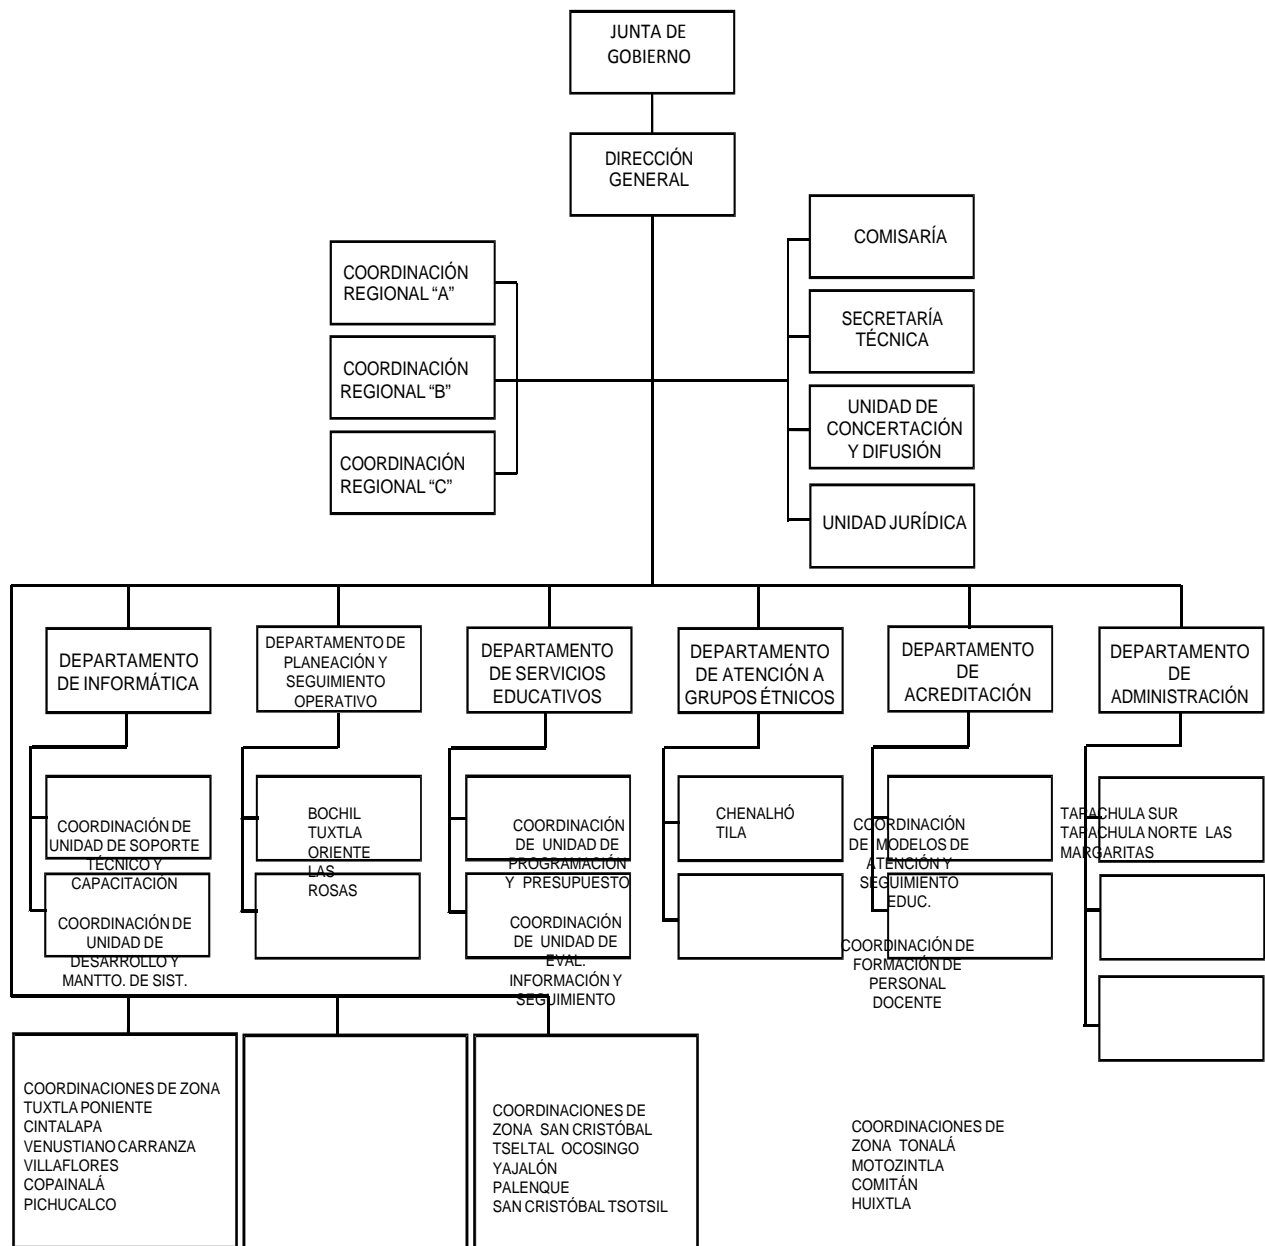 JUNTA DE
GOBIERNO
DIRECCIÓN
GENERAL
COMISARÍA
COORDINACIÓN
REGIONAL “A”
SECRETARÍA
TÉCNICA
COORDINACIÓN
REGIONAL “B”
UNIDAD DE
CONCERTACIÓN
Y DIFUSIÓN
COORDINACIÓN
REGIONAL “C”
UNIDAD JURÍDICA
DEPARTAMENTO
DE INFORMÁTICA
DEPARTAMENTO DE
PLANEACIÓN Y
SEGUIMIENTO
OPERATIVO
DEPARTAMENTO
DE SERVICIOS
EDUCATIVOS
DEPARTAMENTO
DE ATENCIÓN A
GRUPOS ÉTNICOS
DEPARTAMENTO
DE
ACREDITACIÓN
DEPARTAMENTO
DE
ADMINISTRACIÓN
COORDINACIÓN DE
UNIDAD DE SOPORTE
TÉCNICO Y
CAPACITACIÓN
COORDINACIÓN DE
UNIDAD DE
DESARROLLO Y
MANTTO. DE SIST.
BOCHIL
TUXTLA
ORIENTE
LAS
ROSAS
COORDINACIÓN
DE UNIDAD DE
PROGRAMACIÓN
Y PRESUPUESTO
COORDINACIÓN
DE UNIDAD DE
EVAL.
INFORMACIÓN Y
SEGUIMIENTO
CHENALHÓ
TILA
COORDINACIÓN
DE MODELOS DE
ATENCIÓN Y
SEGUIMIENTO
EDUC.
COORDINACIÓN DE
FORMACIÓN DE
PERSONAL
DOCENTE
TAPACHULA SUR
TAPACHULA NORTE LAS
MARGARITAS
COORDINACIONES DE ZONA
TUXTLA PONIENTE
CINTALAPA
VENUSTIANO CARRANZA
VILLAFLORES
COPAINALÁ
PICHUCALCO
COORDINACIONES DE
ZONA SAN CRISTÓBAL
TSELTAL OCOSINGO
YAJALÓN
PALENQUE
SAN CRISTÓBAL TSOTSIL
COORDINACIONES DE
ZONA TONALÁ
MOTOZINTLA
COMITÁN
HUIXTLA